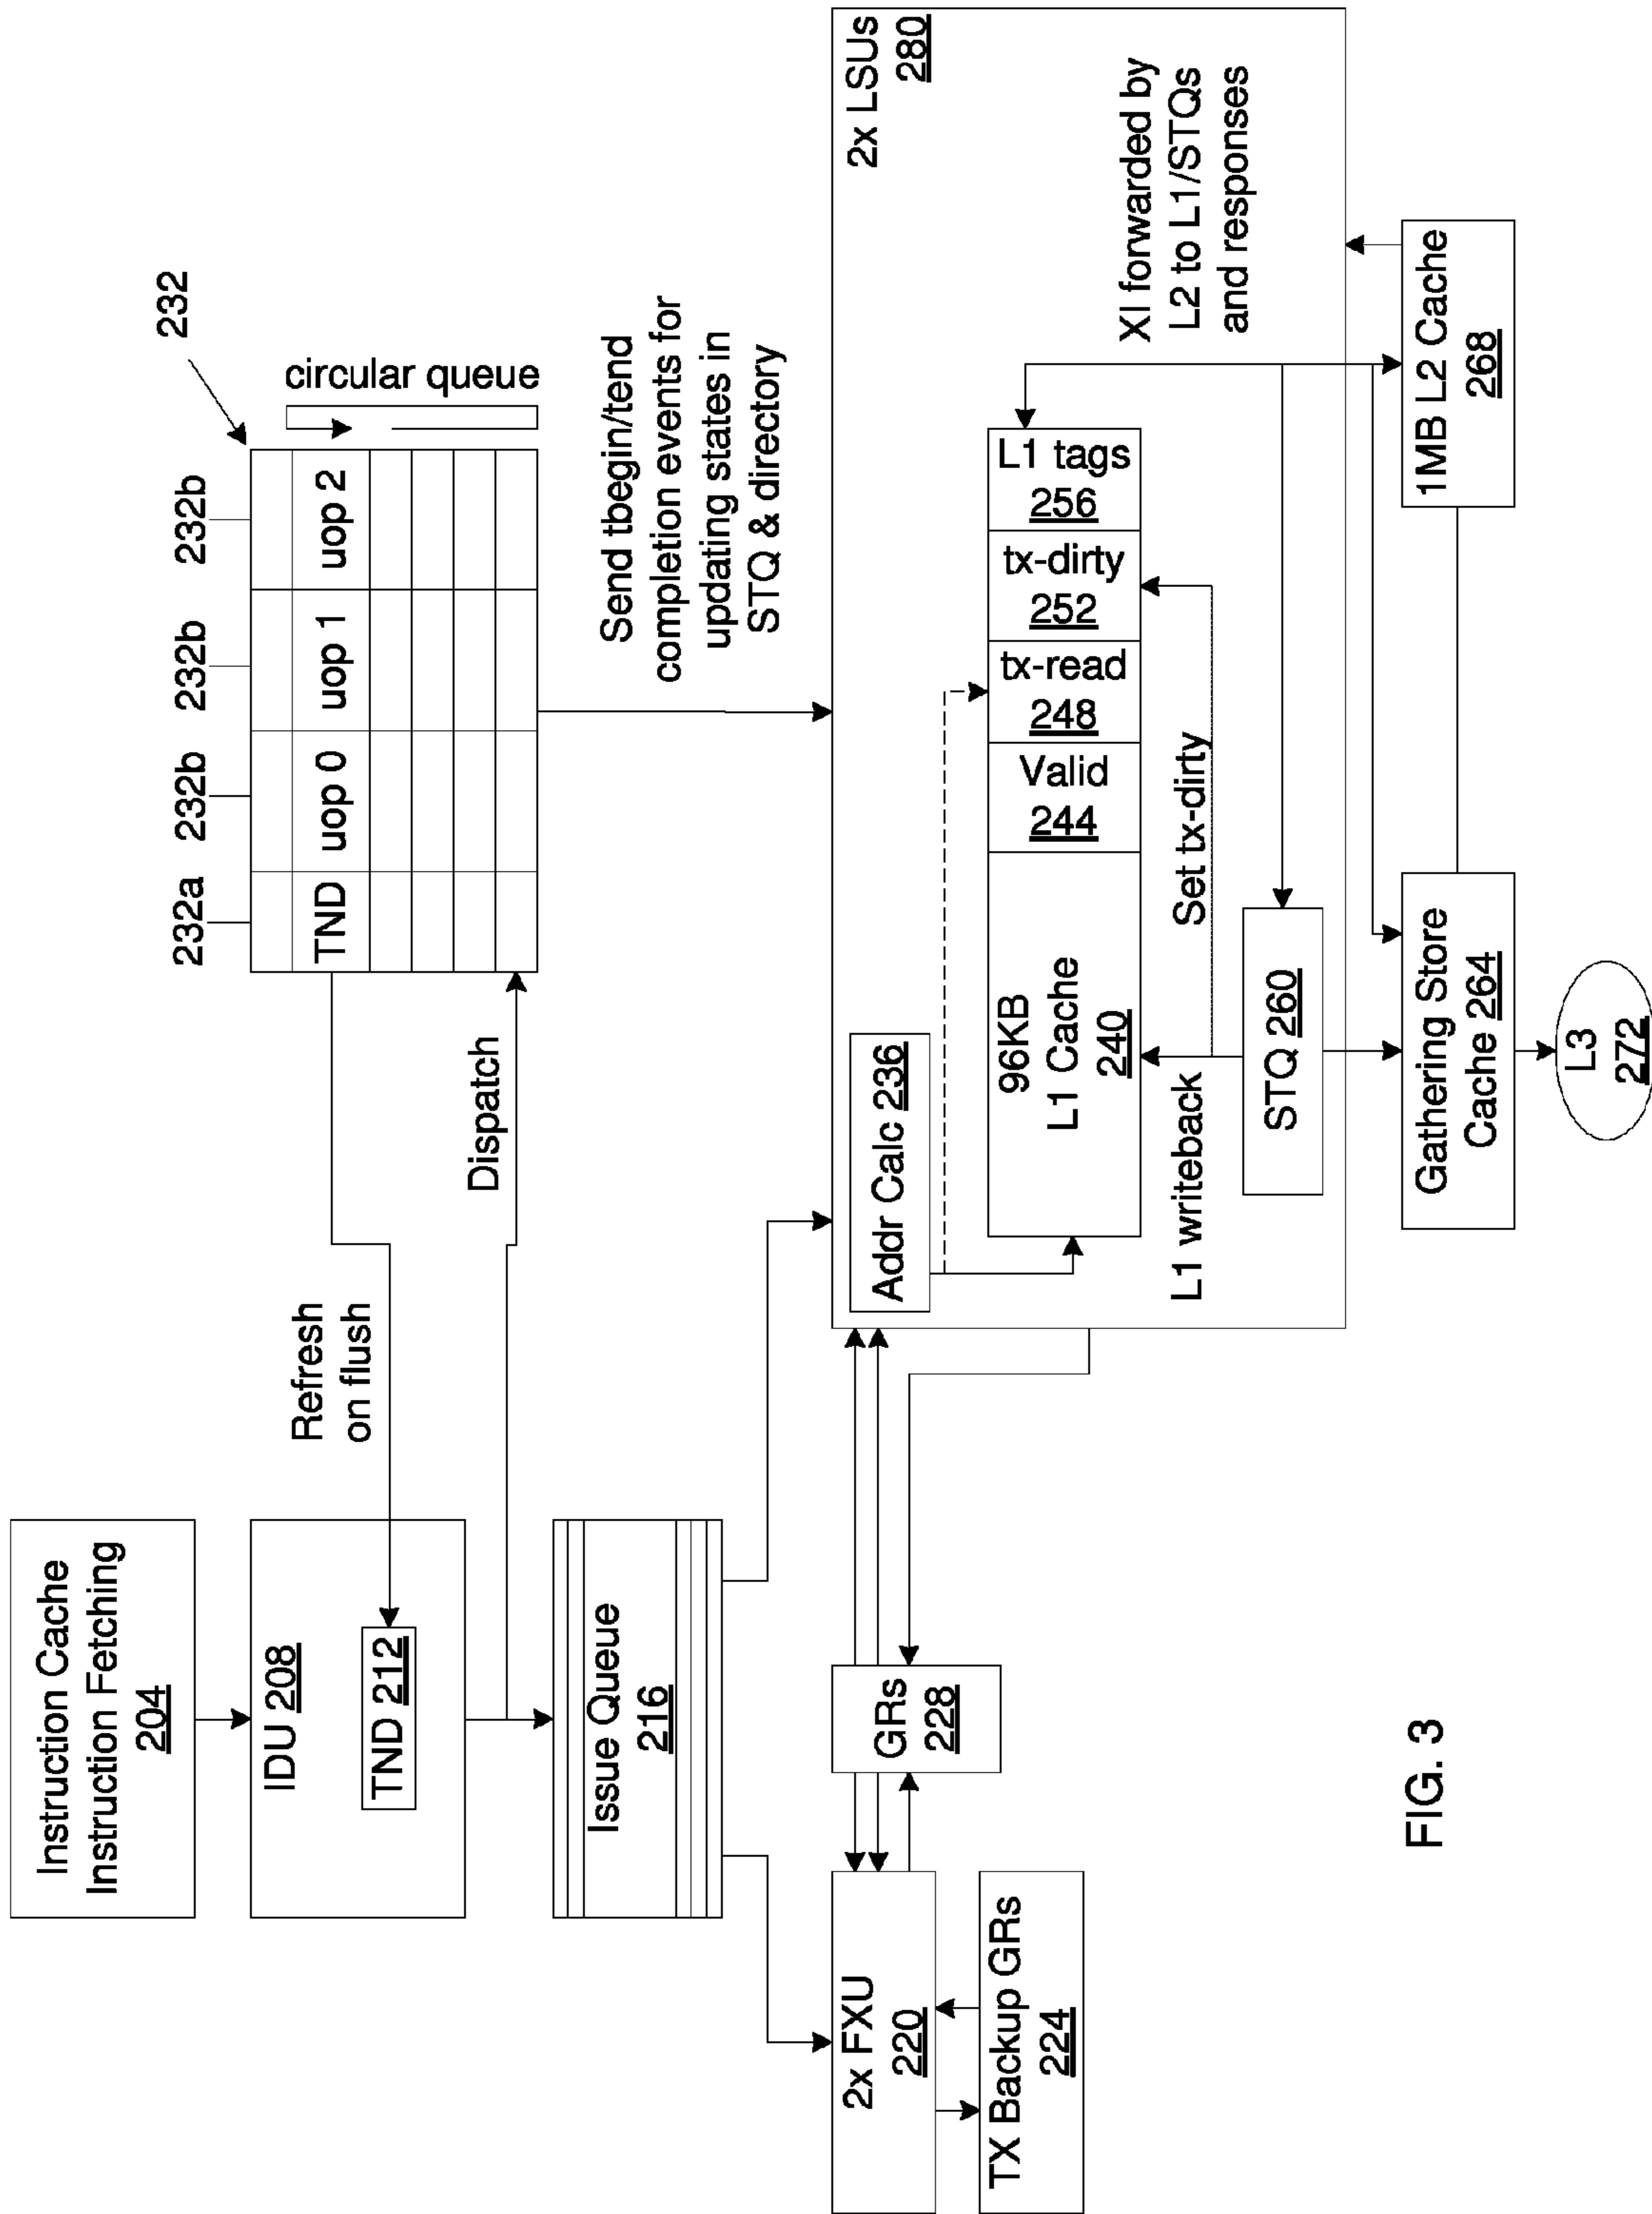 Instruction Cache
Instruction Fetching
204
IDU 208
TND 212
Refresh
on flush
Dispatch
232
232a
232b
232b
232b
TND
uop 0
uop 1
uop 2
circular queue
Issue Queue
216
Send tbegin/tend
completion events for
updating states in
STQ & directory
2x FXU
220
TX Backup GRs
224
GRs
228
2x LSUs
280
Addr Calc 236
96KB
L1 Cache
240
Valid
244
tx-read
248
tx-dirty
252
L1 tags
256
XI forwarded by
L2 to L1/STQs
and responses
L1 writeback
Set tx-dirty
STQ 260
Gathering Store
Cache 264
1MB L2 Cache
268
L3
272
FIG. 3